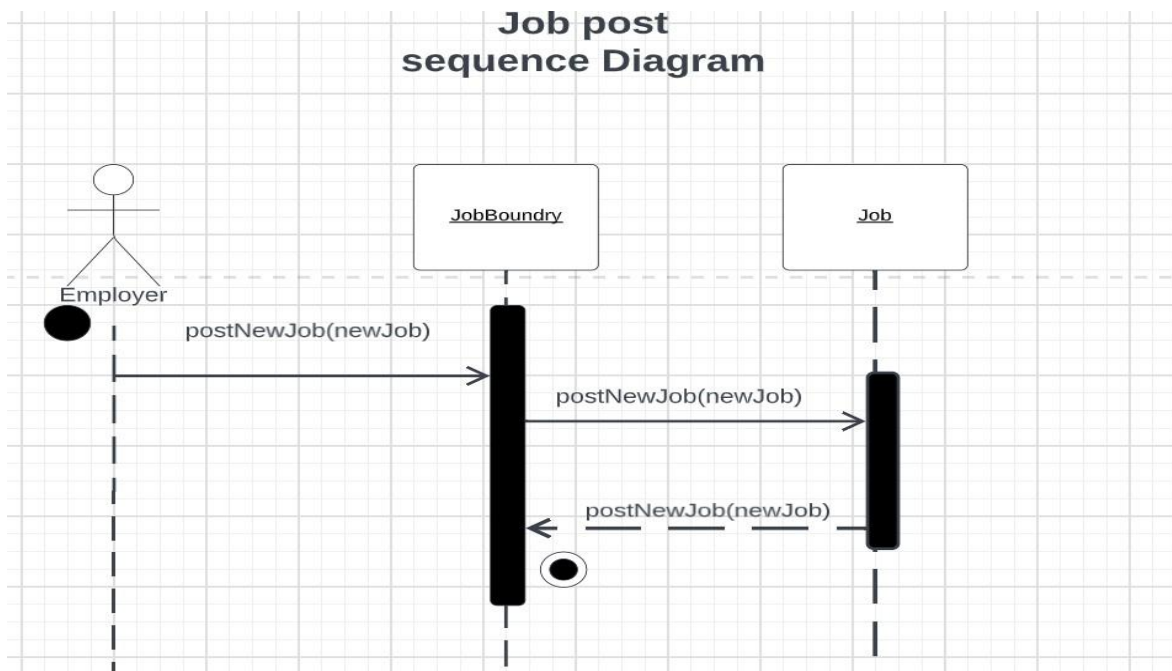 Job post
sequence Diagram
JobBoundry
Job
Employer
postNewJob(newJob)
postNewJob(newJob)
postNewJob(newJob)